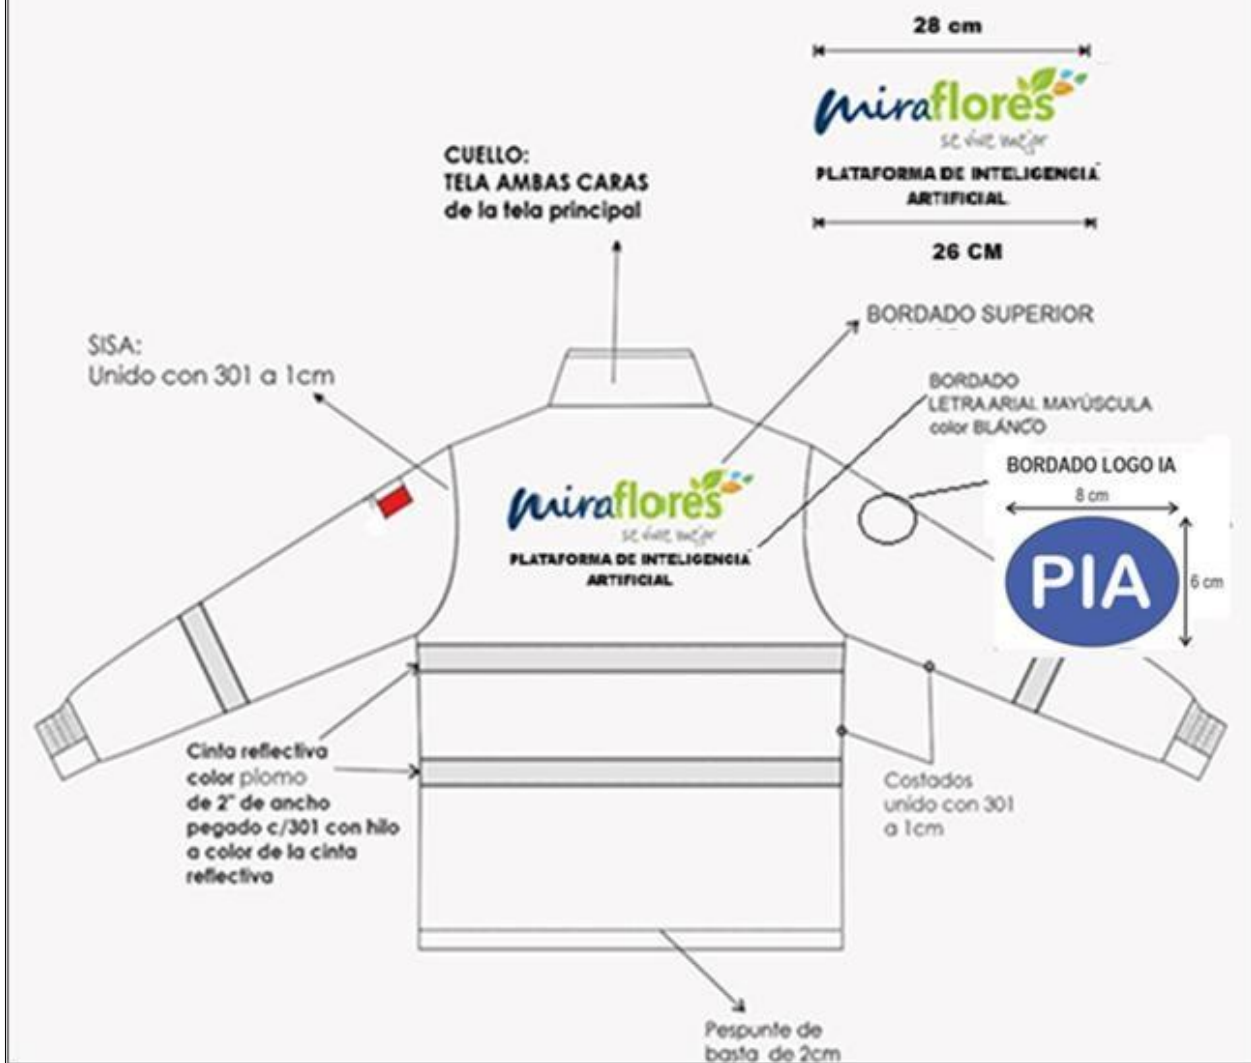 28 cm
miraflores
se vive mejor
PLATAFORMA DE INTELIGENCIA
ARTIFICIAL
26 CM
CUELLO:
TELA AMBAS CARAS
de la tela principal
BORDADO SUPERIOR
SISA:
Unido con 301 a 1cm
BORDADO
LETRA ARIAL MAYÚSCULA
color BLÁNCO
BORDADO LOGO IA
8 cm
PIA
6 cm
miraflores
se vive mejor
PLATAFORMA DE INTELIGENCIA
ARTIFICIAL
Cinta reflectiva
color plomo
de 2" de ancho
pegado c/301 con hilo
a color de la cinta
reflectiva
Costados
unido con 301
a 1cm
Pespunte de
basta de 2cm